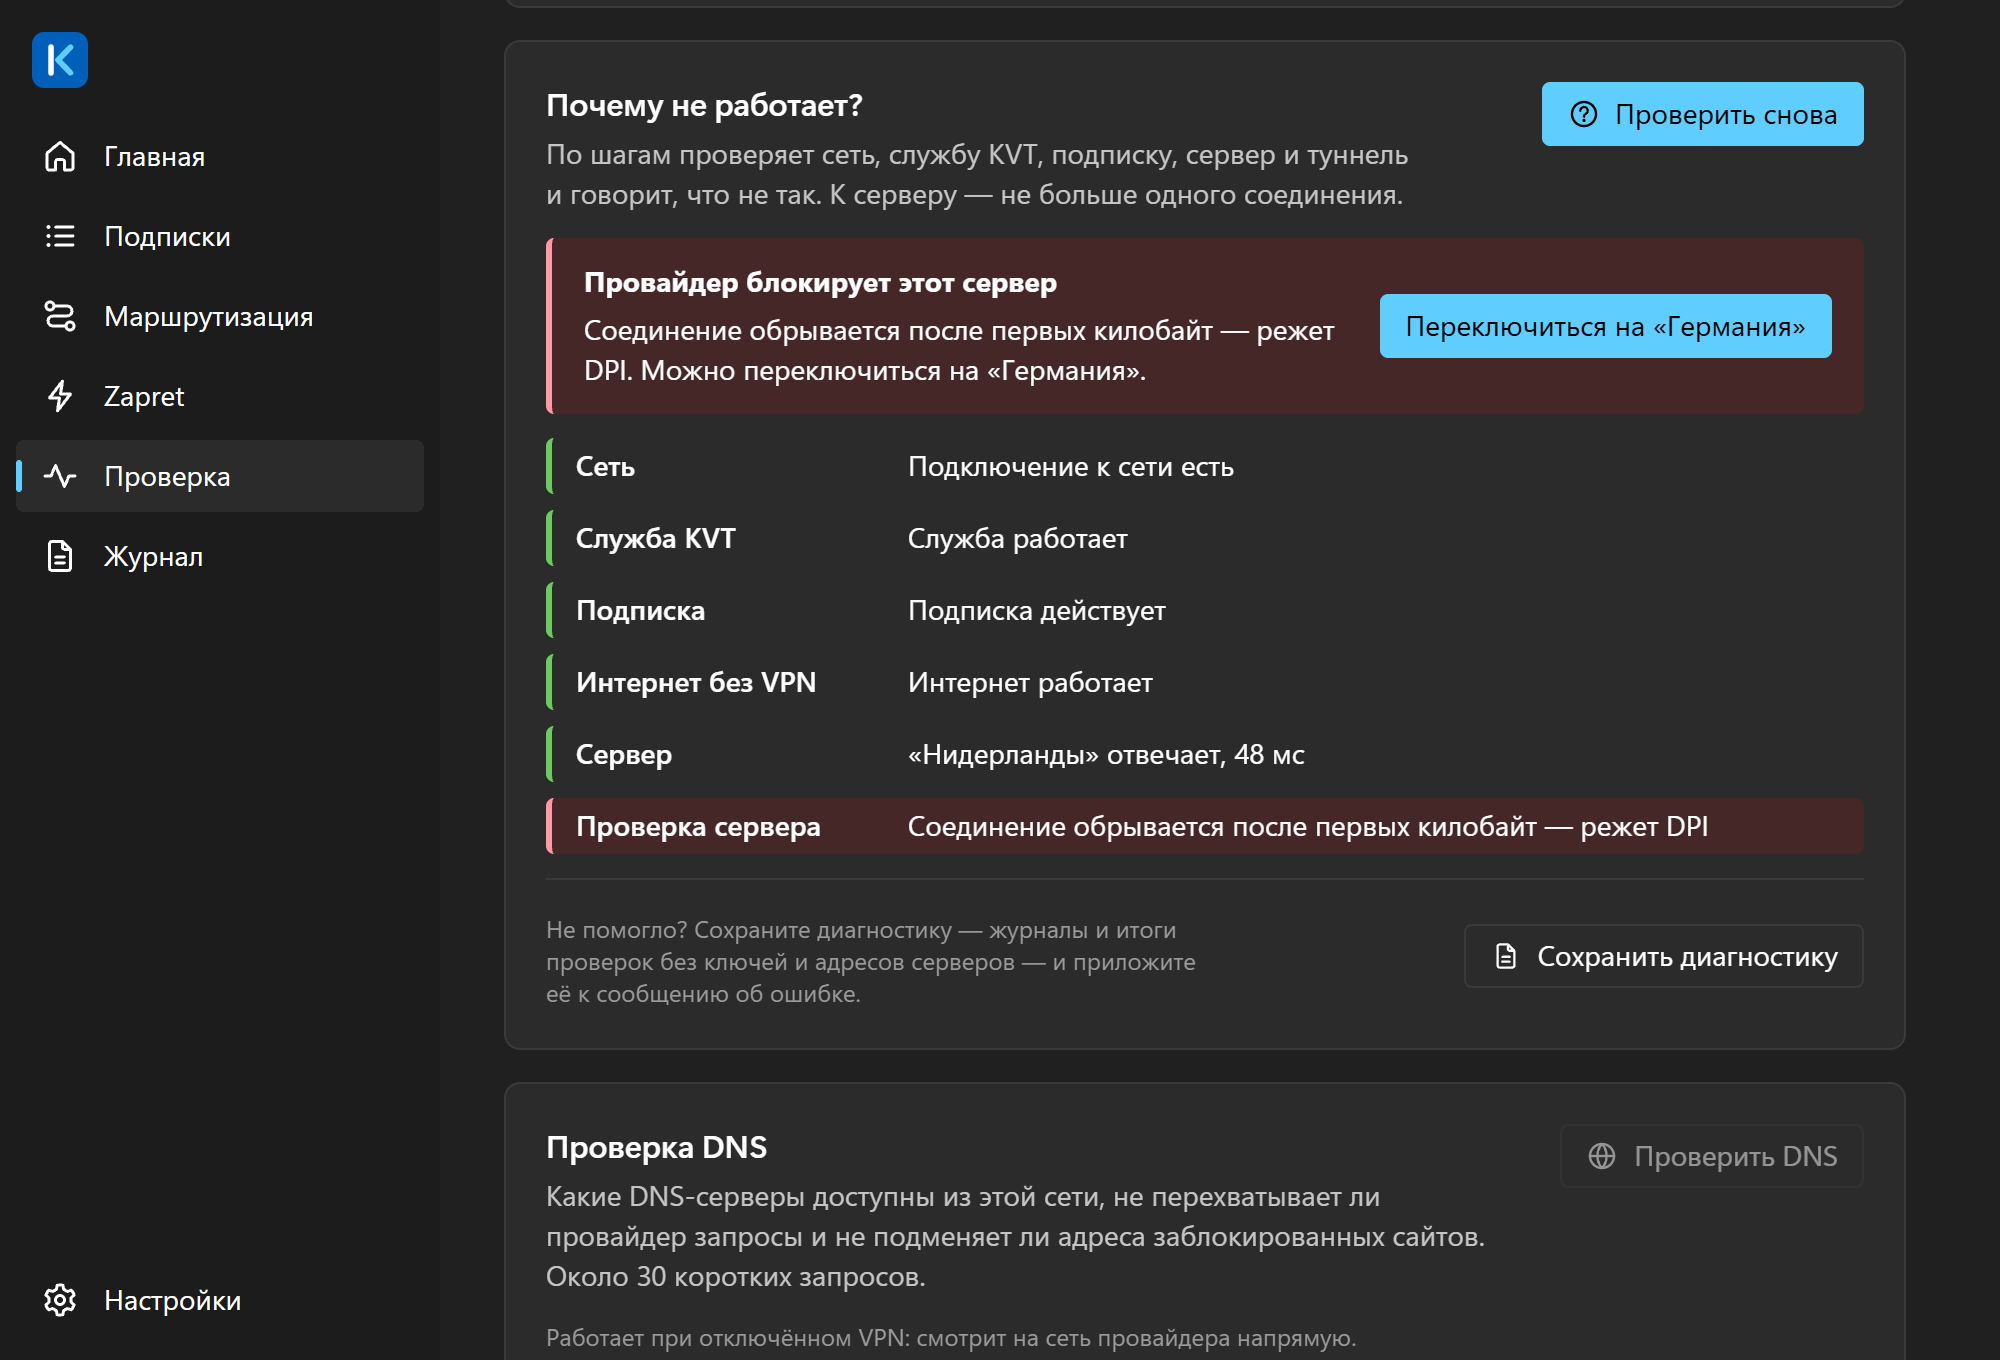 Главная
Подписки
Маршрутизация
Zapret
Проверка
Журнал
Настройки
Почему не работает?
По шагам проверяет сеть, службу KVT, подписку, сервер и туннель
и говорит, что не так. К серверу — не больше одного соединения.
Проверить снова
Провайдер блокирует этот сервер
Соединение обрывается после первых килобайт — режет
DPI. Можно переключиться на «Германия».
Переключиться на «Германия»
Сеть Подключение к сети есть
Служба KVT Служба работает
Подписка Подписка действует
Интернет без VPN Интернет работает
Сервер «Нидерланды» отвечает, 48 мс
Проверка сервера Соединение обрывается после первых килобайт — режет DPI
Не помогло? Сохраните диагностику — журналы и итоги
проверок без ключей и адресов серверов — и приложите
её к сообщению об ошибке.
Сохранить диагностику
Проверка DNS
Какие DNS-серверы доступны из этой сети, не перехватывает ли
провайдер запросы и не подменяет ли адреса заблокированных сайтов.
Около 30 коротких запросов.
Проверить DNS
Работает при отключённом VPN: смотрит на сеть провайдера напрямую.